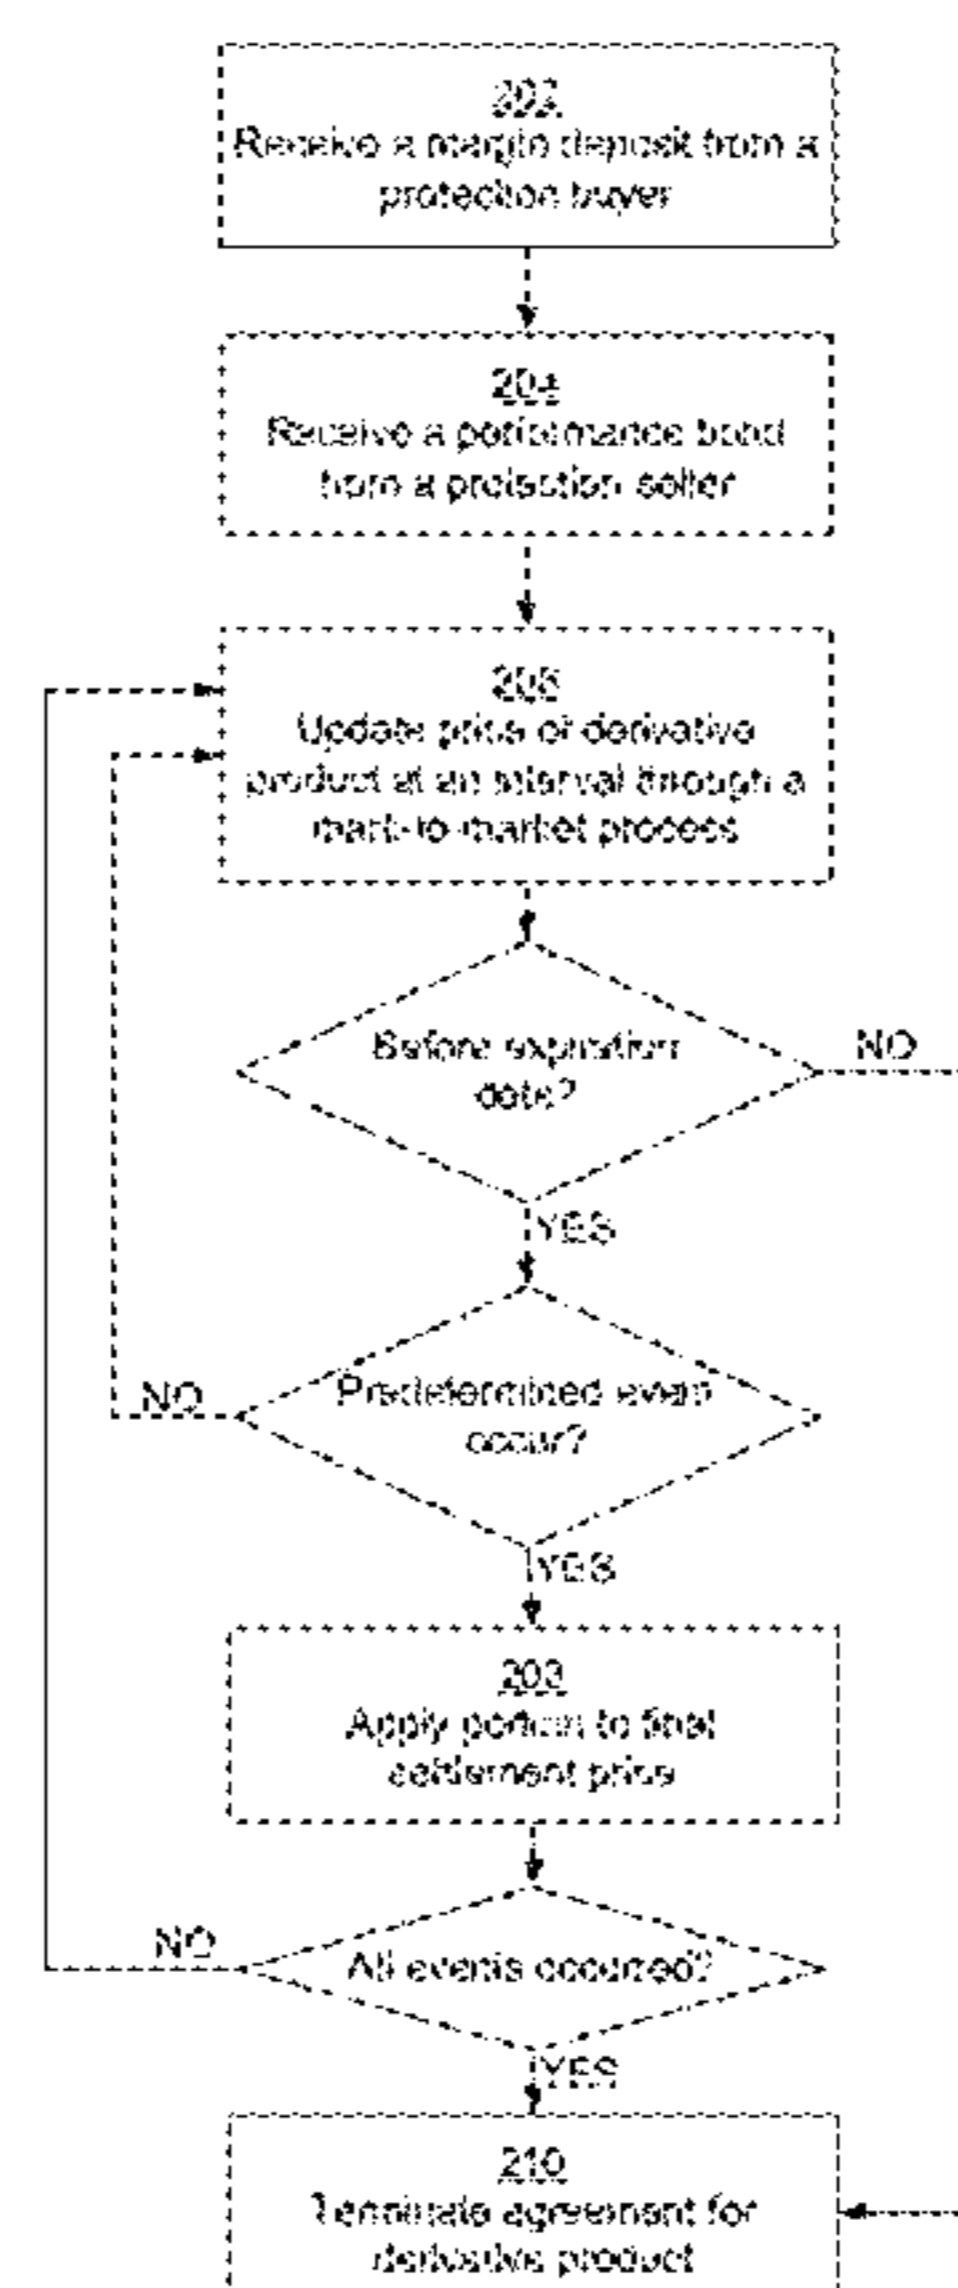 202
Receive a margin deposit from a
protection buyer
204
Receive a performance bond
from a protection seller
206
Update price of derivative
product at an interval through a
mark-to-market process
Before expiration
date?
NO
YES
Predetermined even
occur?
NO
YES
208
Apply portion to final
settlement price
All events occurred?
NO
YES
210
Terminate agreement for
derivative product